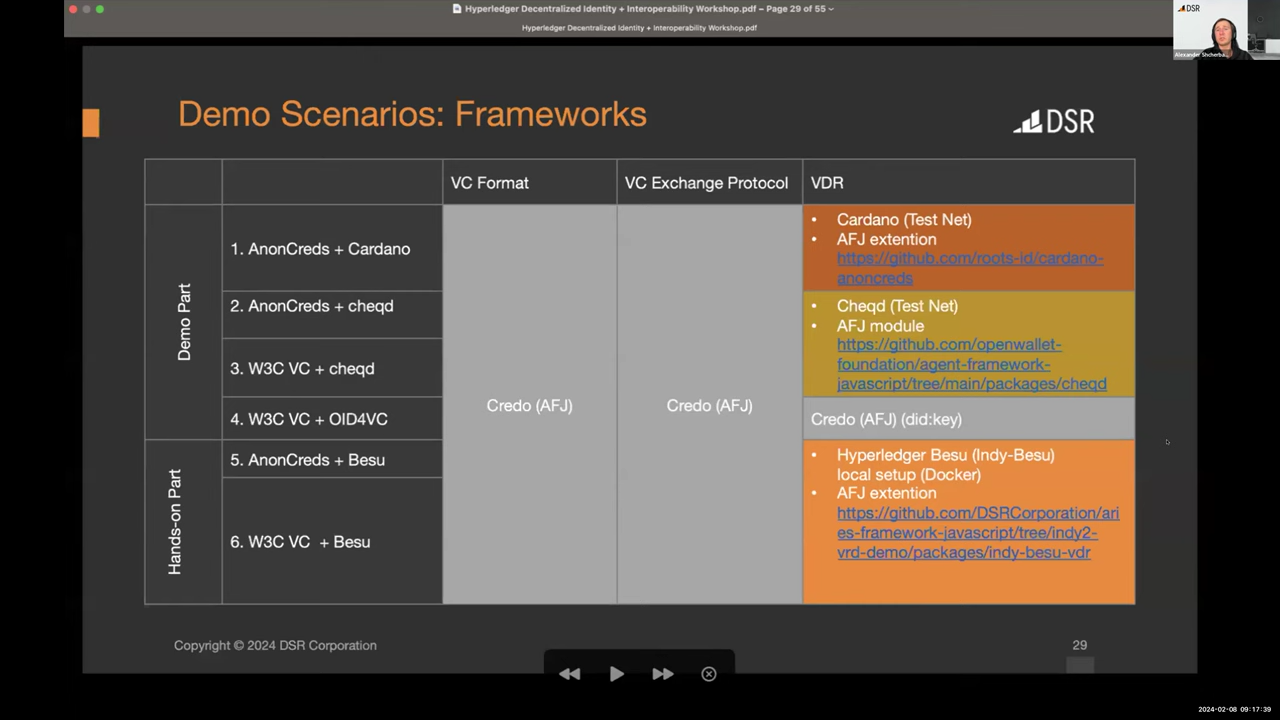 Hyperledger Decentralized Identity + Interoperability Workshop.pdf – Page 29 of 55
Hyperledger Decentralized Identity + Interoperability Workshop.pdf
DSR
Demo Scenarios: Frameworks
DSR
VC Format
VC Exchange Protocol
VDR
Demo Part
1. AnonCreds + Cardano
2. AnonCreds + cheqd
3. W3C VC + cheqd
4. W3C VC + OID4VC
Hands-on Part
5. AnonCreds + Besu
6. W3C VC + Besu
Credo (AFJ)
Credo (AFJ)
• Cardano (Test Net)
• AFJ extention
https://github.com/roots-id/cardano-
anoncreds
• Cheqd (Test Net)
• AFJ module
https://github.com/openwallet-
foundation/agent-framework-
javascript/tree/main/packages/cheqd
Credo (AFJ) (did:key)
• Hyperledger Besu (Indy-Besu)
local setup (Docker)
• AFJ extention
https://github.com/DSRCorporation/ari
es-framework-javascript/tree/indy2-
vrd-demo/packages/indy-besu-vdr
Copyright © 2024 DSR Corporation
29
2024-02-08 09:17:39